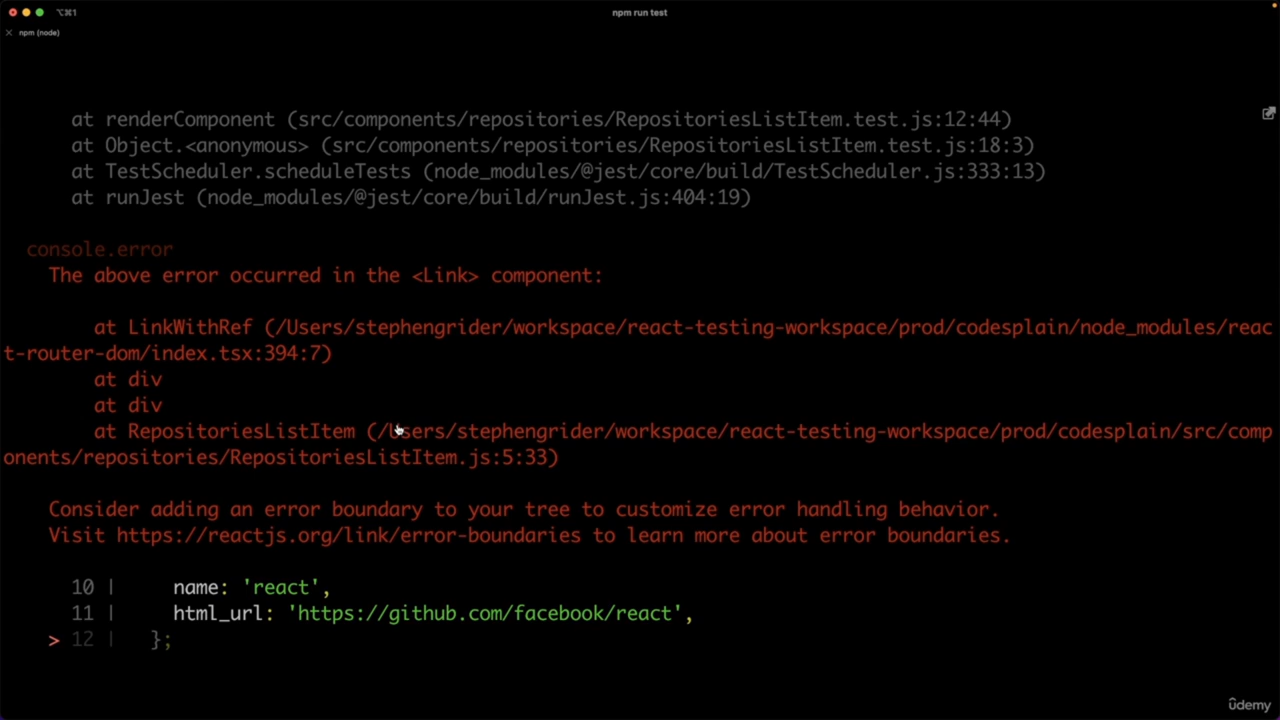 ⌥⌘1
npm run test
npm (node)
at renderComponent (src/components/repositories/RepositoriesListItem.test.js:12:44)
at Object.<anonymous> (src/components/repositories/RepositoriesListItem.test.js:18:3)
at TestScheduler.scheduleTests (node_modules/@jest/core/build/TestScheduler.js:333:13)
at runJest (node_modules/@jest/core/build/runJest.js:404:19)
console.error
The above error occurred in the <Link> component:
at LinkWithRef (/Users/stephengrider/workspace/react-testing-workspace/prod/codesplain/node_modules/reac
t-router-dom/index.tsx:394:7)
at div
at div
at RepositoriesListItem (/Users/stephengrider/workspace/react-testing-workspace/prod/codesplain/src/comp
onents/repositories/RepositoriesListItem.js:5:33)
Consider adding an error boundary to your tree to customize error handling behavior.
Visit https://reactjs.org/link/error-boundaries to learn more about error boundaries.
10 | name: 'react',
11 | html_url: 'https://github.com/facebook/react',
> 12 | };
ûdemy